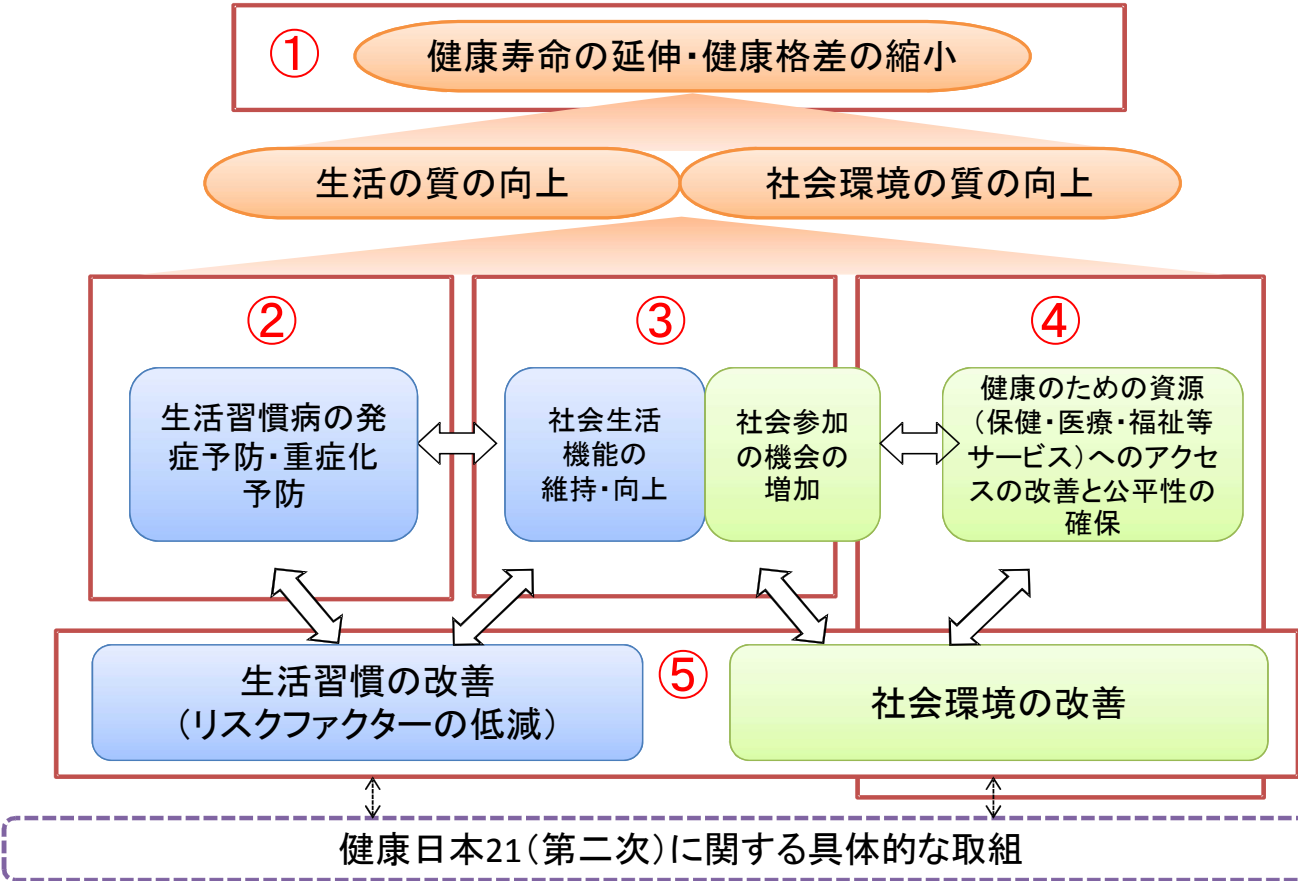 ①
健康寿命の延伸・健康格差の縮小
生活の質の向上
社会環境の質の向上
②
③
④
生活習慣病の発
症予防・重症化
予防
社会生活
機能の
維持・向上
社会参加
の機会の
増加
健康のための資源
（保健・医療・福祉等
サービス）へのアクセ
スの改善と公平性の
確保
⑤
生活習慣の改善
（リスクファクターの低減）
社会環境の改善
健康日本21（第二次）に関する具体的な取組